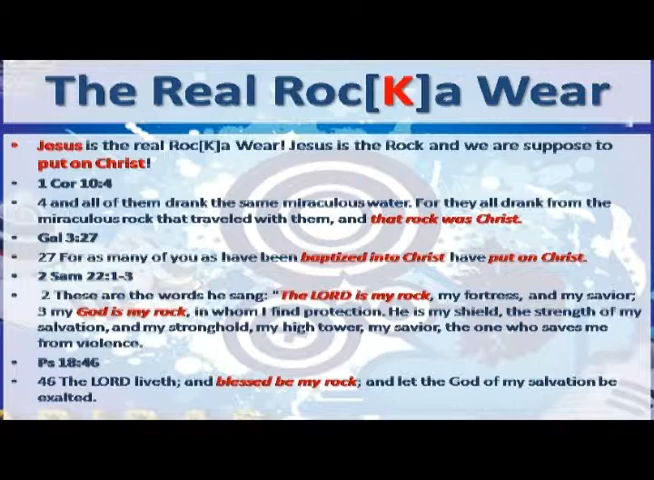 The Real Roc[K]a Wear
• Jesus is the real Roc[K]a Wear! Jesus is the Rock and we are suppose to
put on Christ!
• 1 Cor 10:4
• 4 and all of them drank the same miraculous water. For they all drank from the
miraculous rock that traveled with them, and that rock was Christ.
• Gal 3:27
• 27 For as many of you as have been baptized into Christ have put on Christ.
• 2 Sam 22:1-3
• 2 These are the words he sang: "The LORD is my rock, my fortress, and my savior;
3 my God is my rock, in whom I find protection. He is my shield, the strength of my
salvation, and my stronghold, my high tower, my savior, the one who saves me
from violence.
• Ps 18:46
• 46 The LORD liveth; and blessed be my rock; and let the God of my salvation be
exalted.